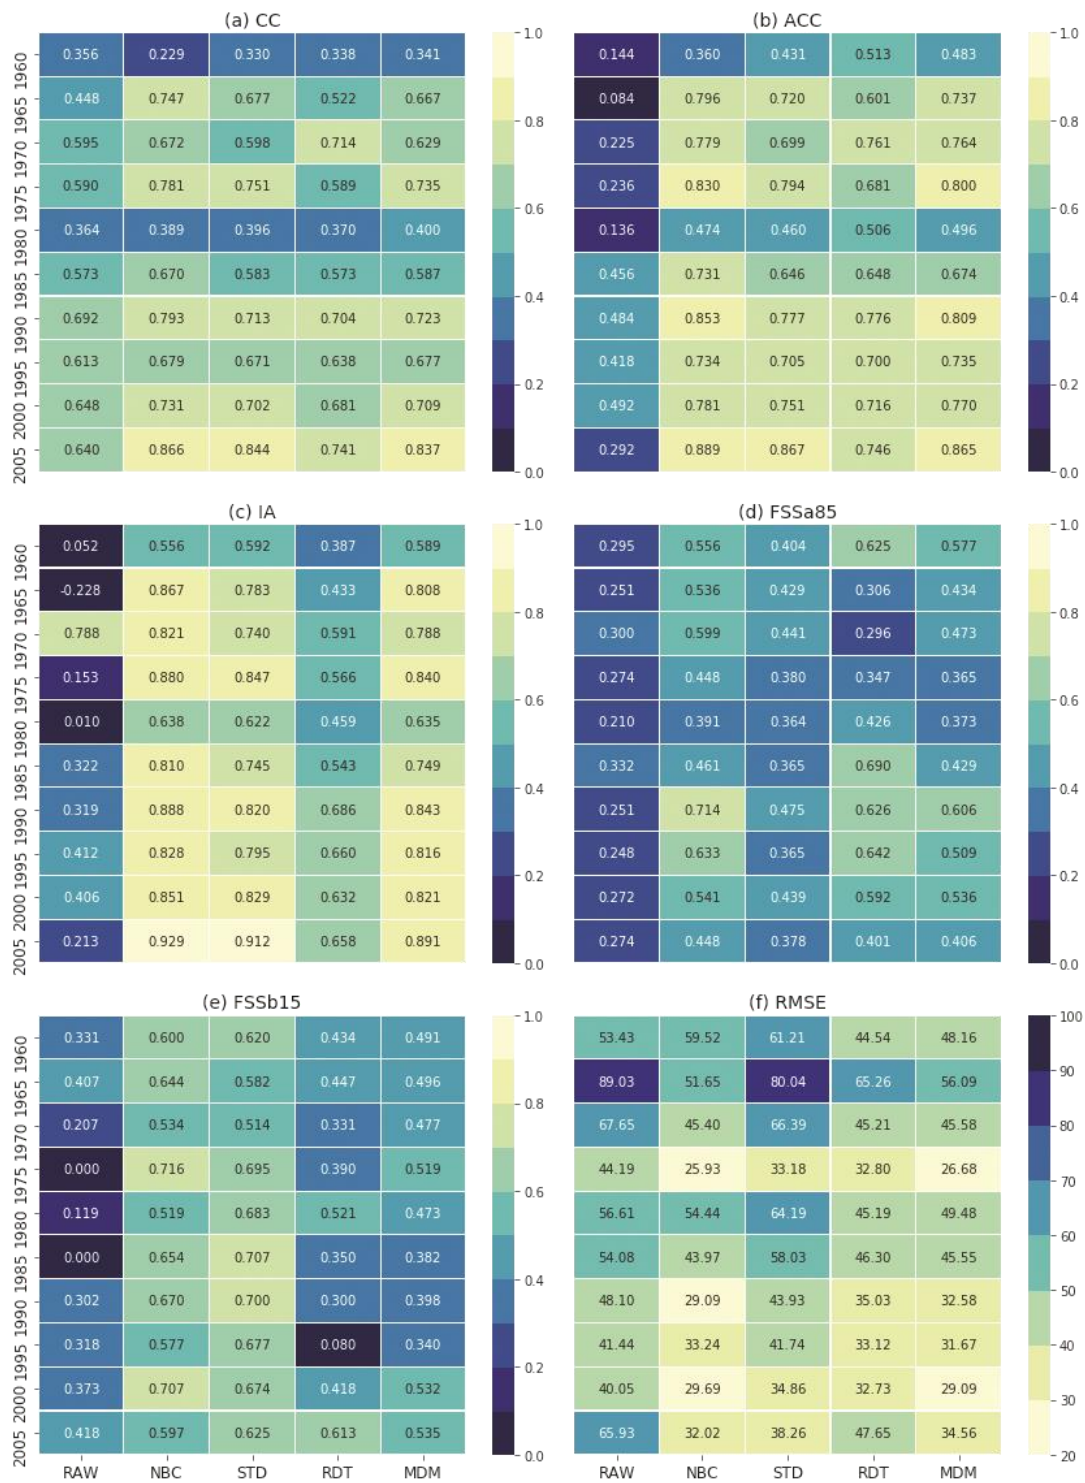 (a) CC
1960 0.356 0.229 0.330 0.338 0.341
1965 0.448 0.747 0.677 0.522 0.667
1970 0.595 0.672 0.598 0.714 0.629
1975 0.590 0.781 0.751 0.589 0.735
1980 0.364 0.389 0.396 0.370 0.400
1985 0.573 0.670 0.583 0.573 0.587
1990 0.692 0.793 0.713 0.704 0.723
1995 0.613 0.679 0.671 0.638 0.677
2000 0.648 0.731 0.702 0.681 0.709
2005 0.640 0.866 0.844 0.741 0.837
1.0
0.8
0.6
0.4
0.2
0.0
(b) ACC
0.144 0.360 0.431 0.513 0.483
0.084 0.796 0.720 0.601 0.737
0.225 0.779 0.699 0.761 0.764
0.236 0.830 0.794 0.681 0.800
0.136 0.474 0.460 0.506 0.496
0.456 0.731 0.646 0.648 0.674
0.484 0.853 0.777 0.776 0.809
0.418 0.734 0.705 0.700 0.735
0.492 0.781 0.751 0.716 0.770
0.292 0.889 0.867 0.746 0.865
1.0
0.8
0.6
0.4
0.2
0.0
(c) IA
1960 0.052 0.556 0.592 0.387 0.589
1965 -0.228 0.867 0.783 0.433 0.808
1970 0.788 0.821 0.740 0.591 0.788
1975 0.153 0.880 0.847 0.566 0.840
1980 0.010 0.638 0.622 0.459 0.635
1985 0.322 0.810 0.745 0.543 0.749
1990 0.319 0.888 0.820 0.686 0.843
1995 0.412 0.828 0.795 0.660 0.816
2000 0.406 0.851 0.829 0.632 0.821
2005 0.213 0.929 0.912 0.658 0.891
1.0
0.8
0.6
0.4
0.2
0.0
(d) FSSa85
0.295 0.556 0.404 0.625 0.577
0.251 0.536 0.429 0.306 0.434
0.300 0.599 0.441 0.296 0.473
0.274 0.448 0.380 0.347 0.365
0.210 0.391 0.364 0.426 0.373
0.332 0.461 0.365 0.690 0.429
0.251 0.714 0.475 0.626 0.606
0.248 0.633 0.365 0.642 0.509
0.272 0.541 0.439 0.592 0.536
0.274 0.448 0.378 0.401 0.406
1.0
0.8
0.6
0.4
0.2
0.0
(e) FSSb15
1960 0.331 0.600 0.620 0.434 0.491
1965 0.407 0.644 0.582 0.447 0.496
1970 0.207 0.534 0.514 0.331 0.477
1975 0.000 0.716 0.695 0.390 0.519
1980 0.119 0.519 0.683 0.521 0.473
1985 0.000 0.654 0.707 0.350 0.382
1990 0.302 0.670 0.700 0.300 0.398
1995 0.318 0.577 0.677 0.080 0.340
2000 0.373 0.707 0.674 0.418 0.532
2005 0.418 0.597 0.625 0.613 0.535
RAW NBC STD RDT MDM
1.0
0.8
0.6
0.4
0.2
0.0
(f) RMSE
53.43 59.52 61.21 44.54 48.16
89.03 51.65 80.04 65.26 56.09
67.65 45.40 66.39 45.21 45.58
44.19 25.93 33.18 32.80 26.68
56.61 54.44 64.19 45.19 49.48
54.08 43.97 58.03 46.30 45.55
48.10 29.09 43.93 35.03 32.58
41.44 33.24 41.74 33.12 31.67
40.05 29.69 34.86 32.73 29.09
65.93 32.02 38.26 47.65 34.56
RAW NBC STD RDT MDM
100
90
80
70
60
50
40
30
20